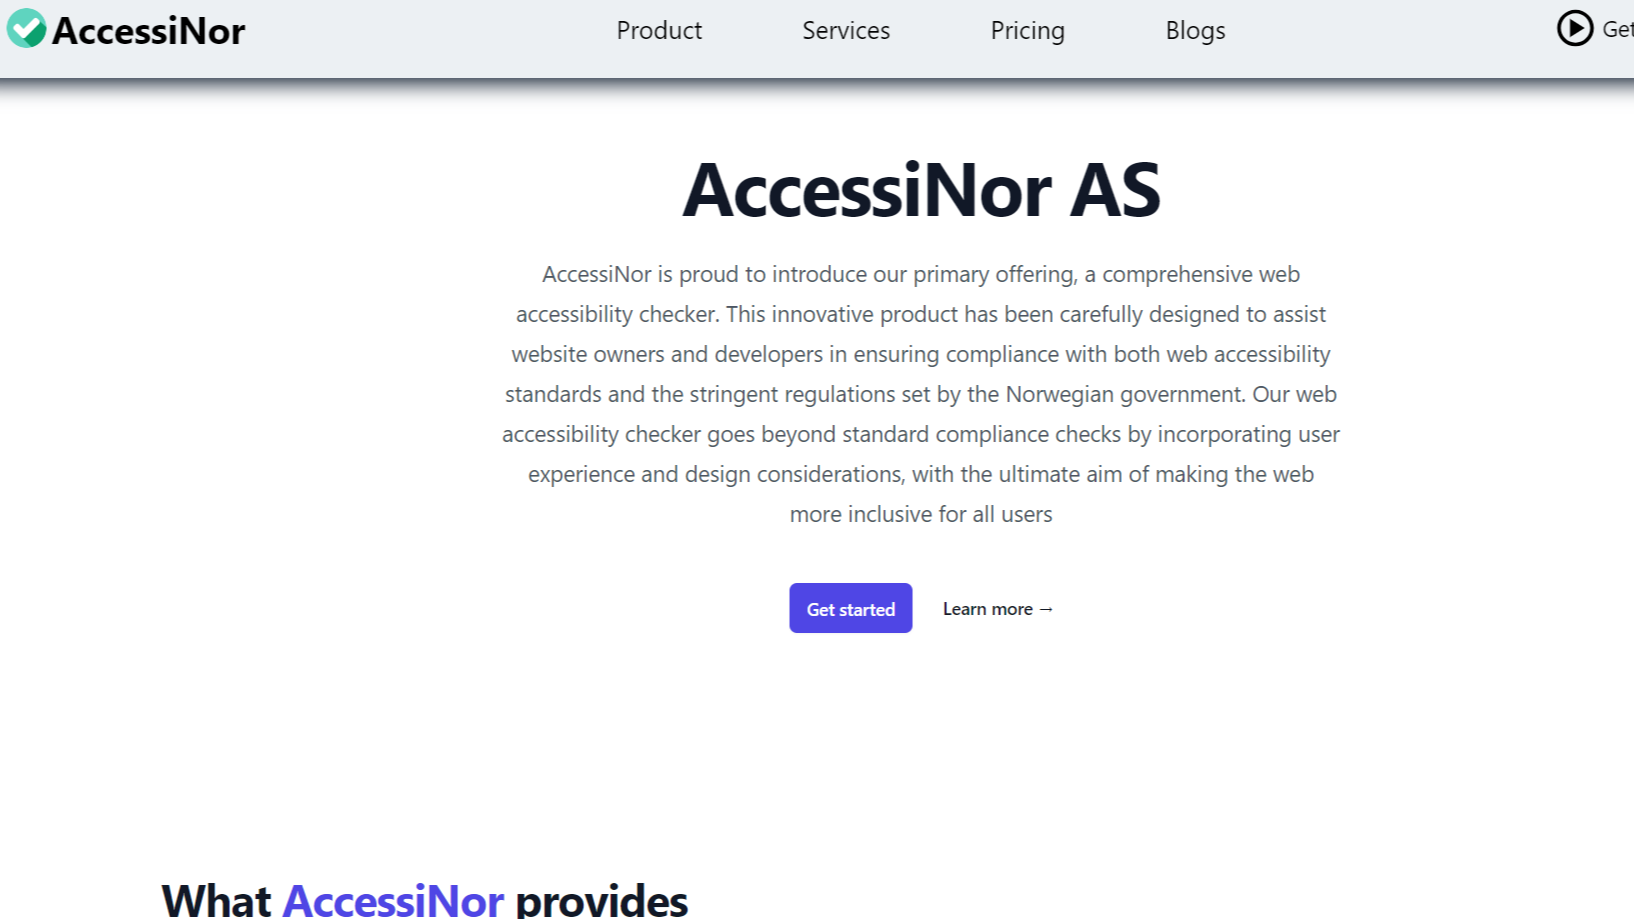 AccessiNor
Product
Services
Pricing
Blogs
Get
AccessiNor AS
AccessiNor is proud to introduce our primary offering, a comprehensive web
accessibility checker. This innovative product has been carefully designed to assist
website owners and developers in ensuring compliance with both web accessibility
standards and the stringent regulations set by the Norwegian government. Our web
accessibility checker goes beyond standard compliance checks by incorporating user
experience and design considerations, with the ultimate aim of making the web
more inclusive for all users
Get started
Learn more →
What AccessiNor provides